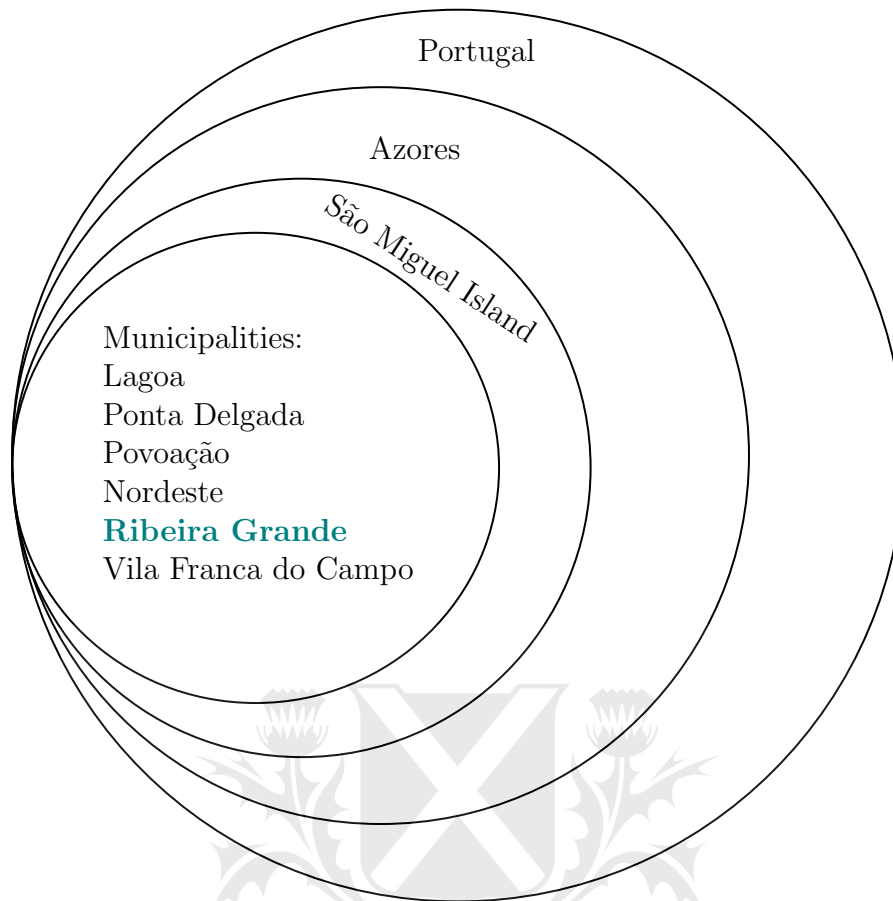 Portugal
Azores
São Miguel Island
Municipalities:
Lagoa
Ponta Delgada
Povoação
Nordeste
Ribeira Grande
Vila Franca do Campo